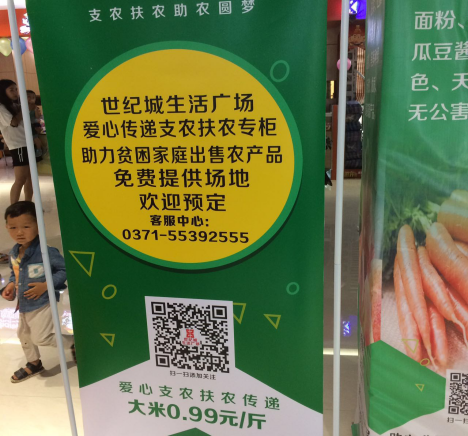 支农扶农助农圆梦
世纪城生活广场
爱心传递支农扶农专柜
助力贫困家庭出售农产品
免费提供场地
欢迎预定
客服中心:
0371-55392555
扫一扫添加关注
爱心支农扶农传递
大米0.99元/斤
面粉、
瓜豆酱
色、天
无公害